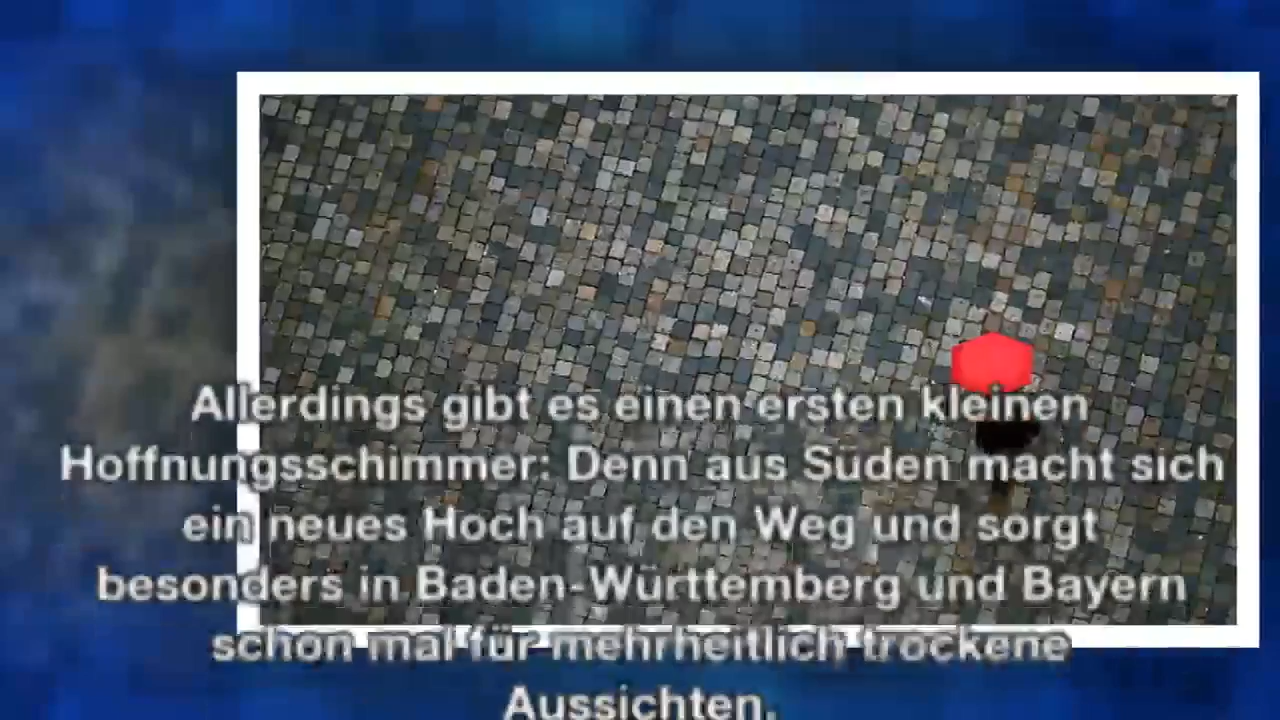 Allerdings gibt es einen ersten kleinen
Hoffnungsschimmer: Denn aus Süden macht sich
ein neues Hoch auf den Weg und sorgt
besonders in Baden-Württemberg und Bayern
schon mal für mehrheitlich trockene
Aussichten.